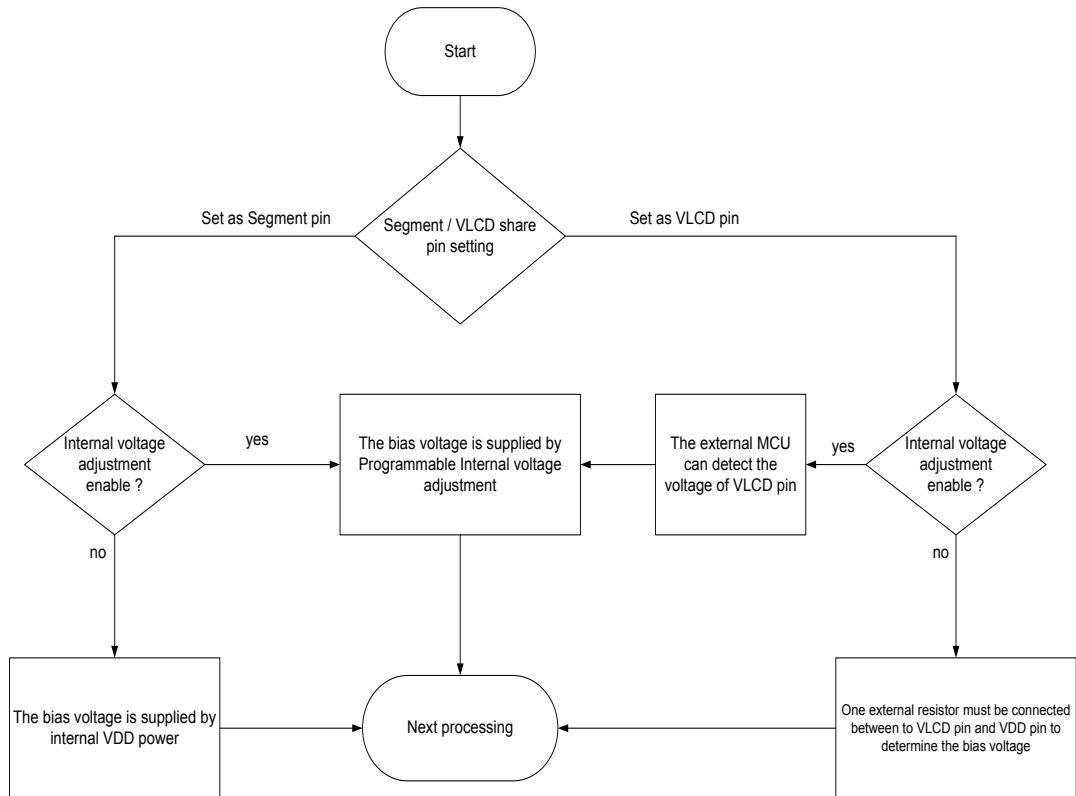 Start
Segment / VLCD share
pin setting
Set as Segment pin
Set as VLCD pin
Internal voltage
adjustment
enable ?
yes
The bias voltage is supplied by
Programmable Internal voltage
adjustment
The external MCU
can detect the
voltage of VLCD pin
yes
Internal voltage
adjustment
enable ?
no
no
The bias voltage is supplied by
internal VDD power
Next processing
One external resistor must be connected
between to VLCD pin and VDD pin to
determine the bias voltage